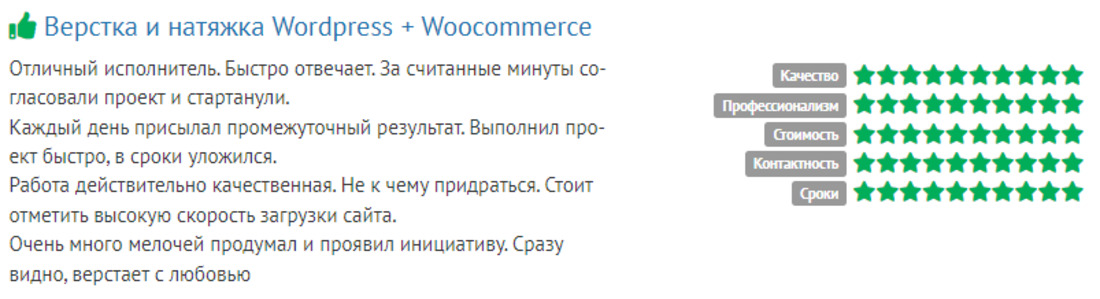 Верстка и натяжка Wordpress + Woocommerce
Отличный исполнитель. Быстро отвечает. За считанные минуты со-
гласовали проект и стартанули.
Каждый день присылал промежуточный результат. Выполнил про-
ект быстро, в сроки уложился.
Работа действительно качественная. Не к чему придраться. Стоит
отметить высокую скорость загрузки сайта.
Очень много мелочей продумал и проявил инициативу. Сразу
видно, верстает с любовью
Качество
Профессионализм
Стоимость
Контактность
Сроки